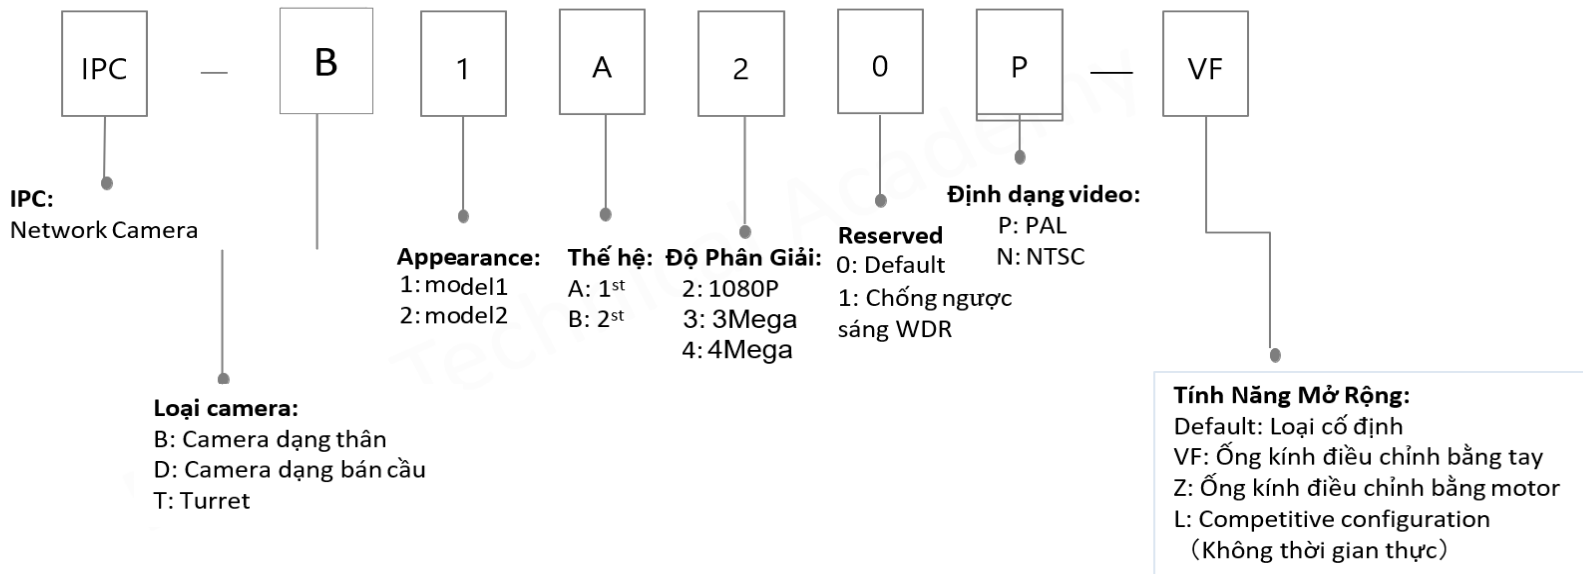 IPC — B 1 A 2 0 P — VF
IPC:
Network Camera
Loại camera:
B: Camera dạng thân
D: Camera dạng bán cầu
T: Turret
Appearance:
1: model1
2: model2
Thế hệ:
A: 1st
B: 2st
Độ Phân Giải:
2: 1080P
3: 3Mega
4: 4Mega
Reserved
0: Default
1: Chống ngược
sáng WDR
Định dạng video:
P: PAL
N: NTSC
Tính Năng Mở Rộng:
Default: Loại cố định
VF: Ống kính điều chỉnh bằng tay
Z: Ống kính điều chỉnh bằng motor
L: Competitive configuration
（Không thời gian thực）
Technical Academy